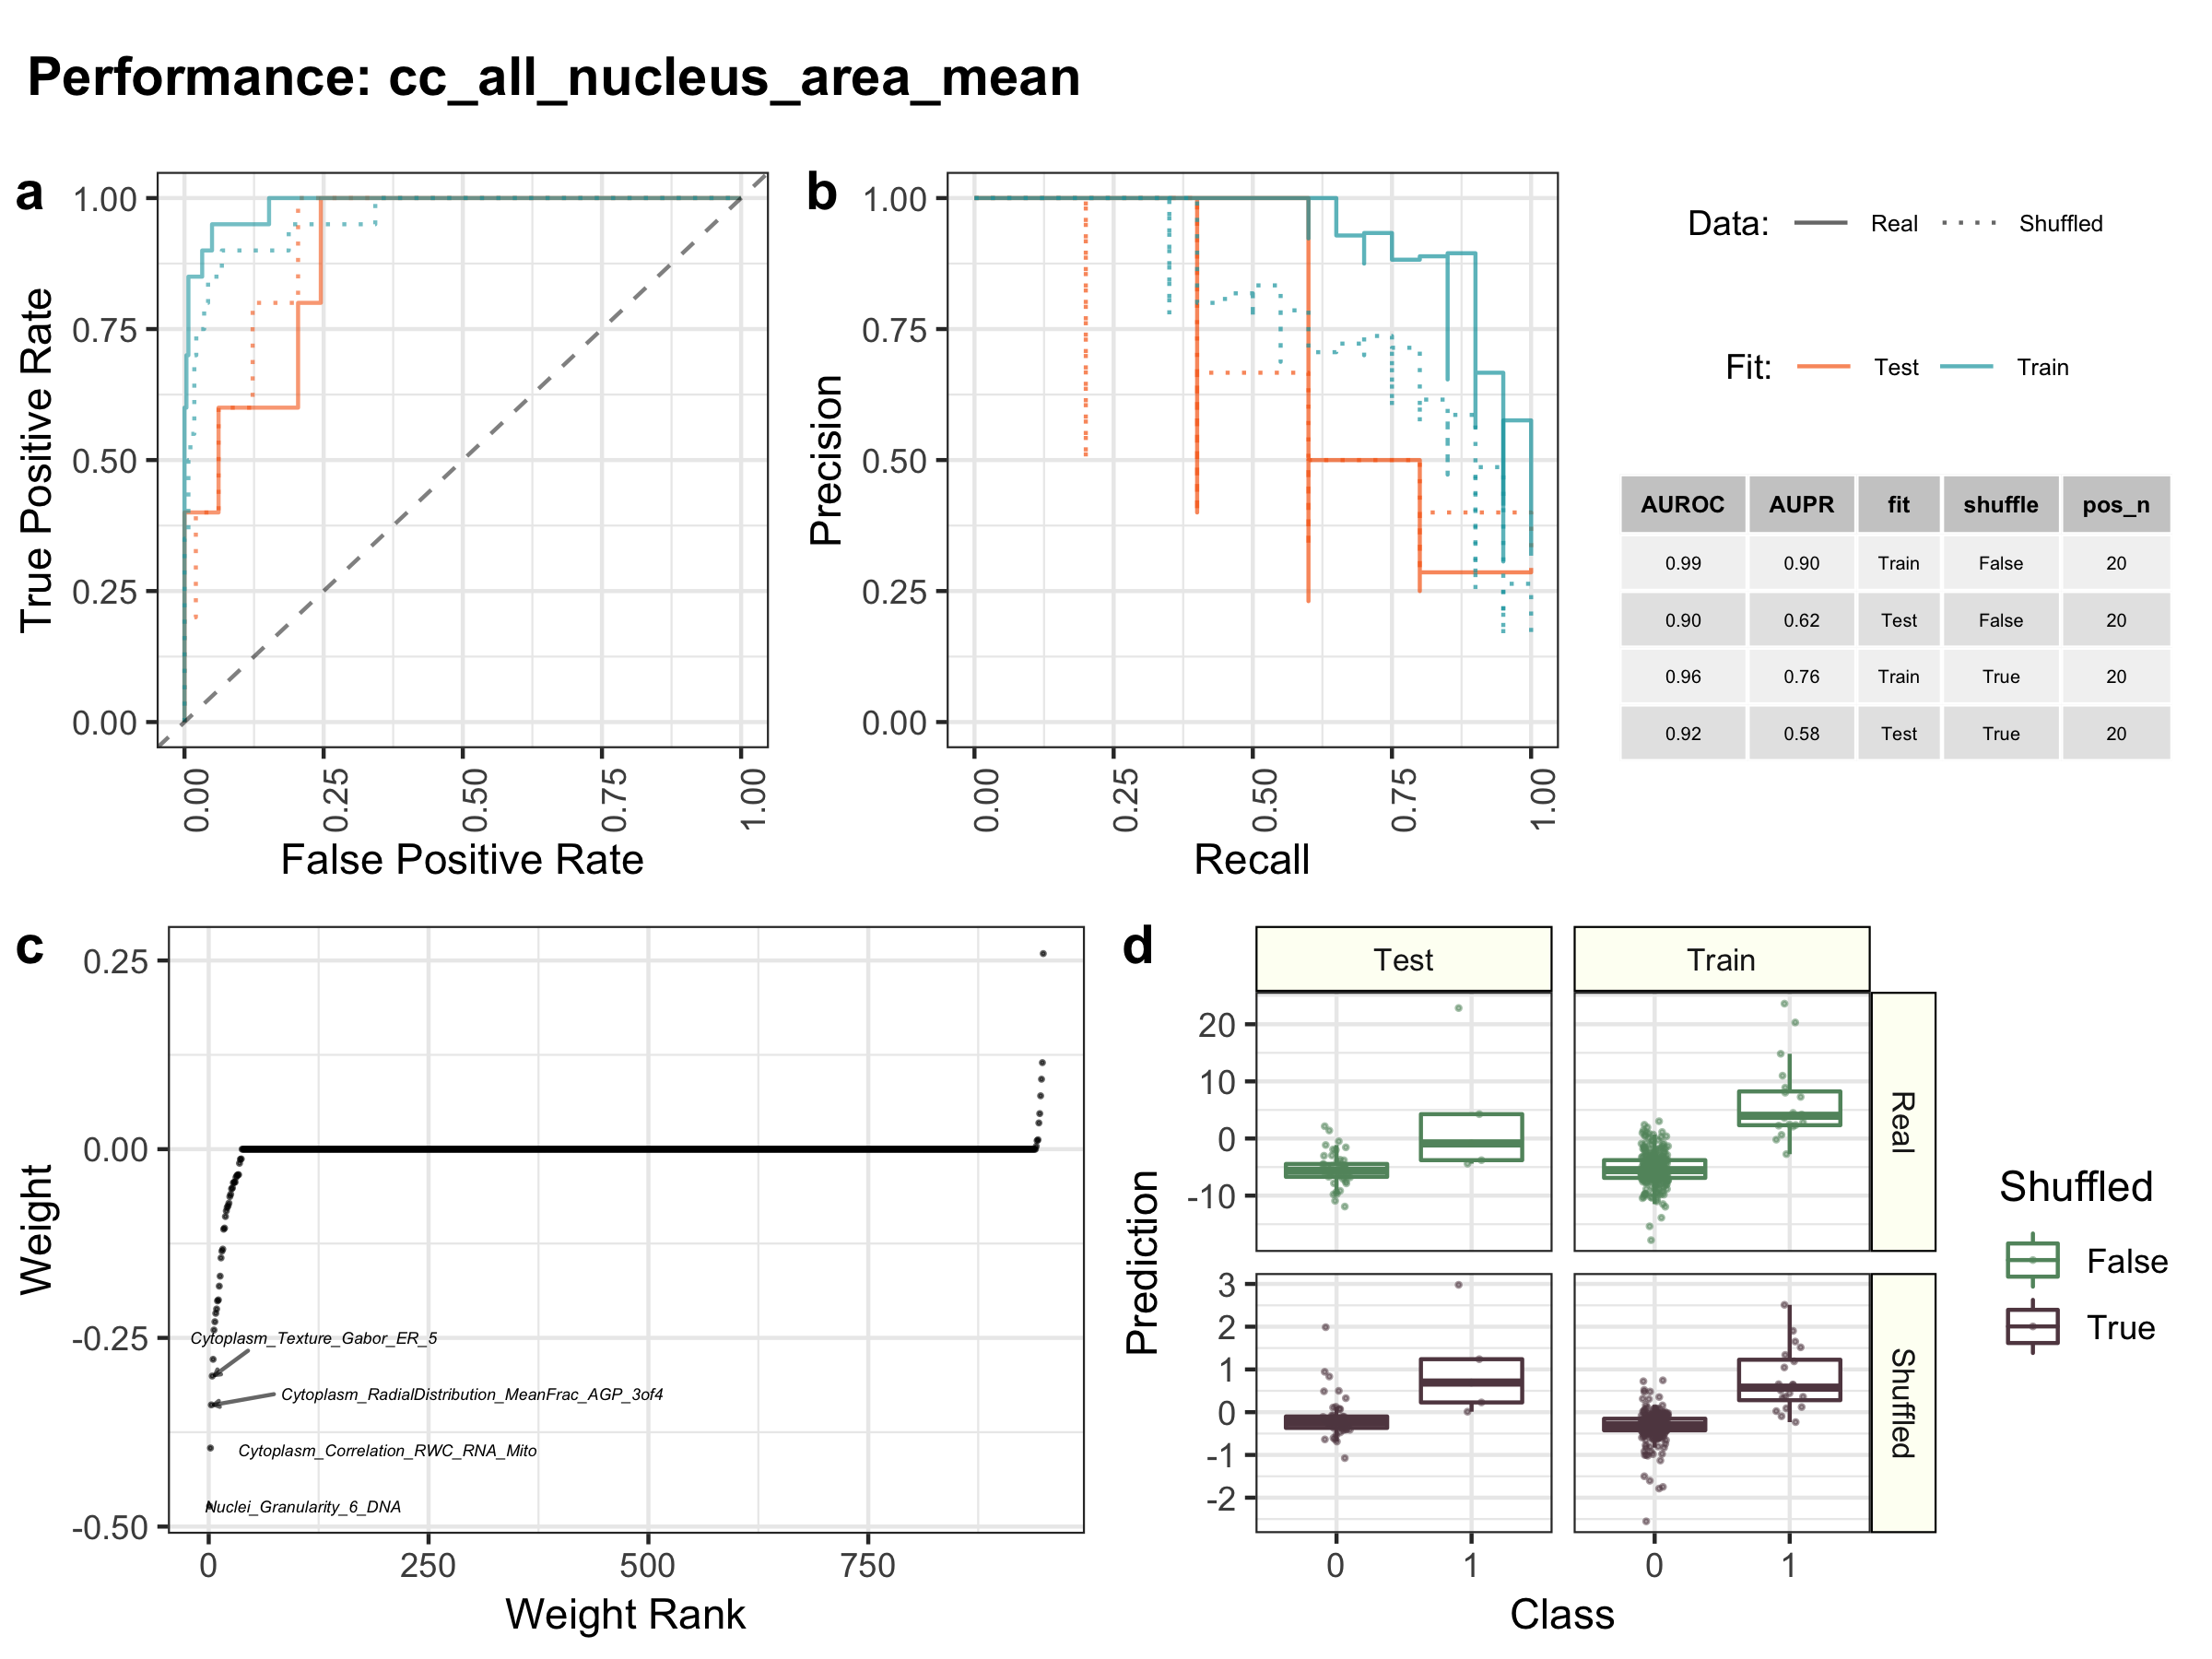 Performance: cc_all_nucleus_area_mean
a
True Positive Rate
1.00
0.75
0.50
0.25
0.00
0.00
0.25
0.50
0.75
1.00
False Positive Rate
b
Precision
1.00
0.75
0.50
0.25
0.00
0.00
0.25
0.50
0.75
1.00
Recall
Data: Real Shuffled
Fit: Test Train
AUROC AUPR fit shuffle pos_n
0.99 0.90 Train False 20
0.90 0.62 Test False 20
0.96 0.76 Train True 20
0.92 0.58 Test True 20
c
Weight
0.25
0.00
-0.25
-0.50
Cytoplasm_Texture_Gabor_ER_5
Cytoplasm_RadialDistribution_MeanFrac_AGP_3of4
Cytoplasm_Correlation_RWC_RNA_Mito
Nuclei_Granularity_6_DNA
0 250 500 750
Weight Rank
d
Prediction
Test Train
20
10
0
-10
Real
3
2
1
0
-1
-2
Shuffled
0 1 0 1
Class
Shuffled
False
True